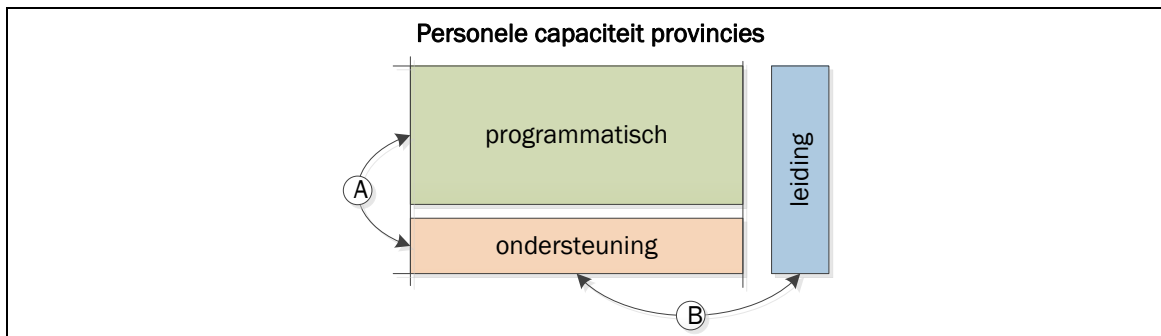 Personele capaciteit provincies
programmatisch
leiding
A
ondersteuning
B